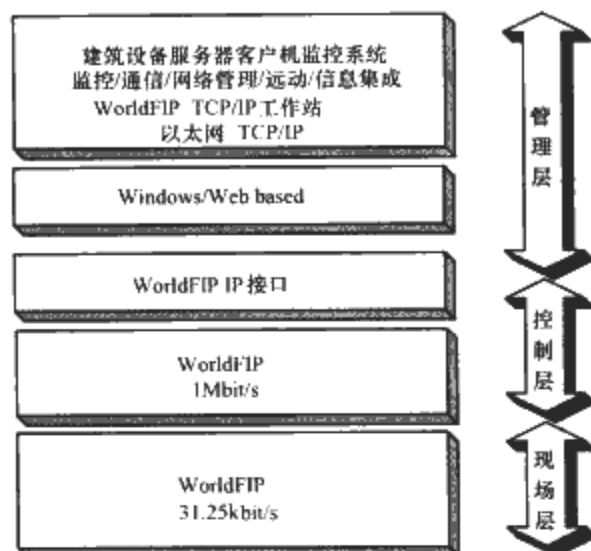 建筑设备服务器客户机监控系统
监控/通信/网络管理/远动/信息集成
WorldFIP TCP/IP工作站
以太网 TCP/IP
Windows/Web based
管理层
WorldFIP IP接口
WorldFIP
1Mbit/s
控制层
WorldFIP
31.25kbit/s
现场层